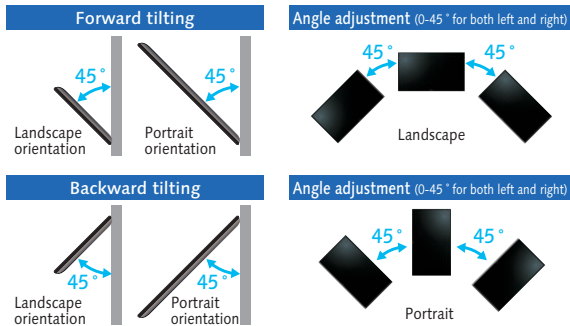 Forward tilting
45°
45°
Landscape
orientation
Portrait
orientation
Angle adjustment (0-45° for both left and right)
45°
45°
Landscape
Backward tilting
45°
45°
Landscape
orientation
Portrait
orientation
Angle adjustment (0-45° for both left and right)
45°
45°
Portrait